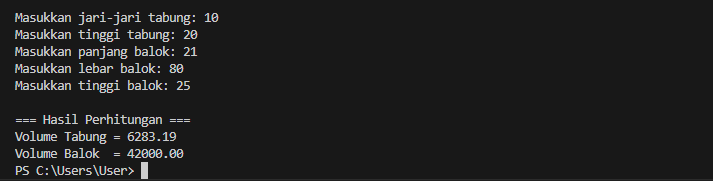 Masukkan jari-jari tabung: 10
Masukkan tinggi tabung: 20
Masukkan panjang balok: 21
Masukkan lebar balok: 80
Masukkan tinggi balok: 25
=== Hasil Perhitungan ===
Volume Tabung = 6283.19
Volume Balok  = 42000.00
PS C:\Users\User>